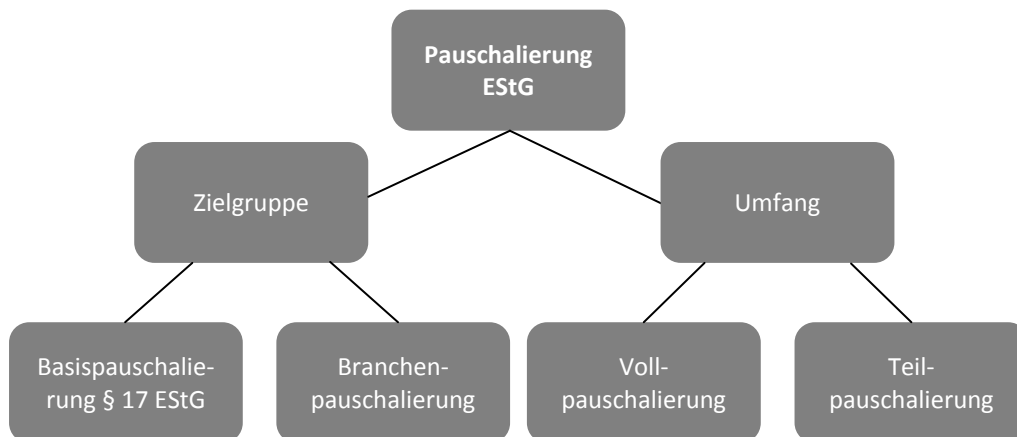 Pauschalierung
EStG
Zielgruppe
Umfang
Basispauschalie-
rung § 17 EStG
Branchen-
pauschalierung
Voll-
pauschalierung
Teil-
pauschalierung